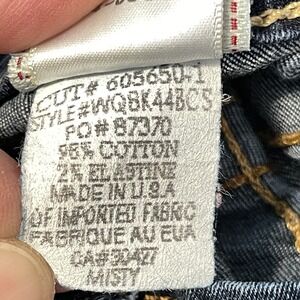 CUT# 605650-1
STYLE#WQBK44BCS
PO# 87370
98% COTTON
2% ELASTINE
MADE IN U.S.A
OF IMPORTED FABRIC
FABRIQUE AU EUA
CA#30427
MISTY